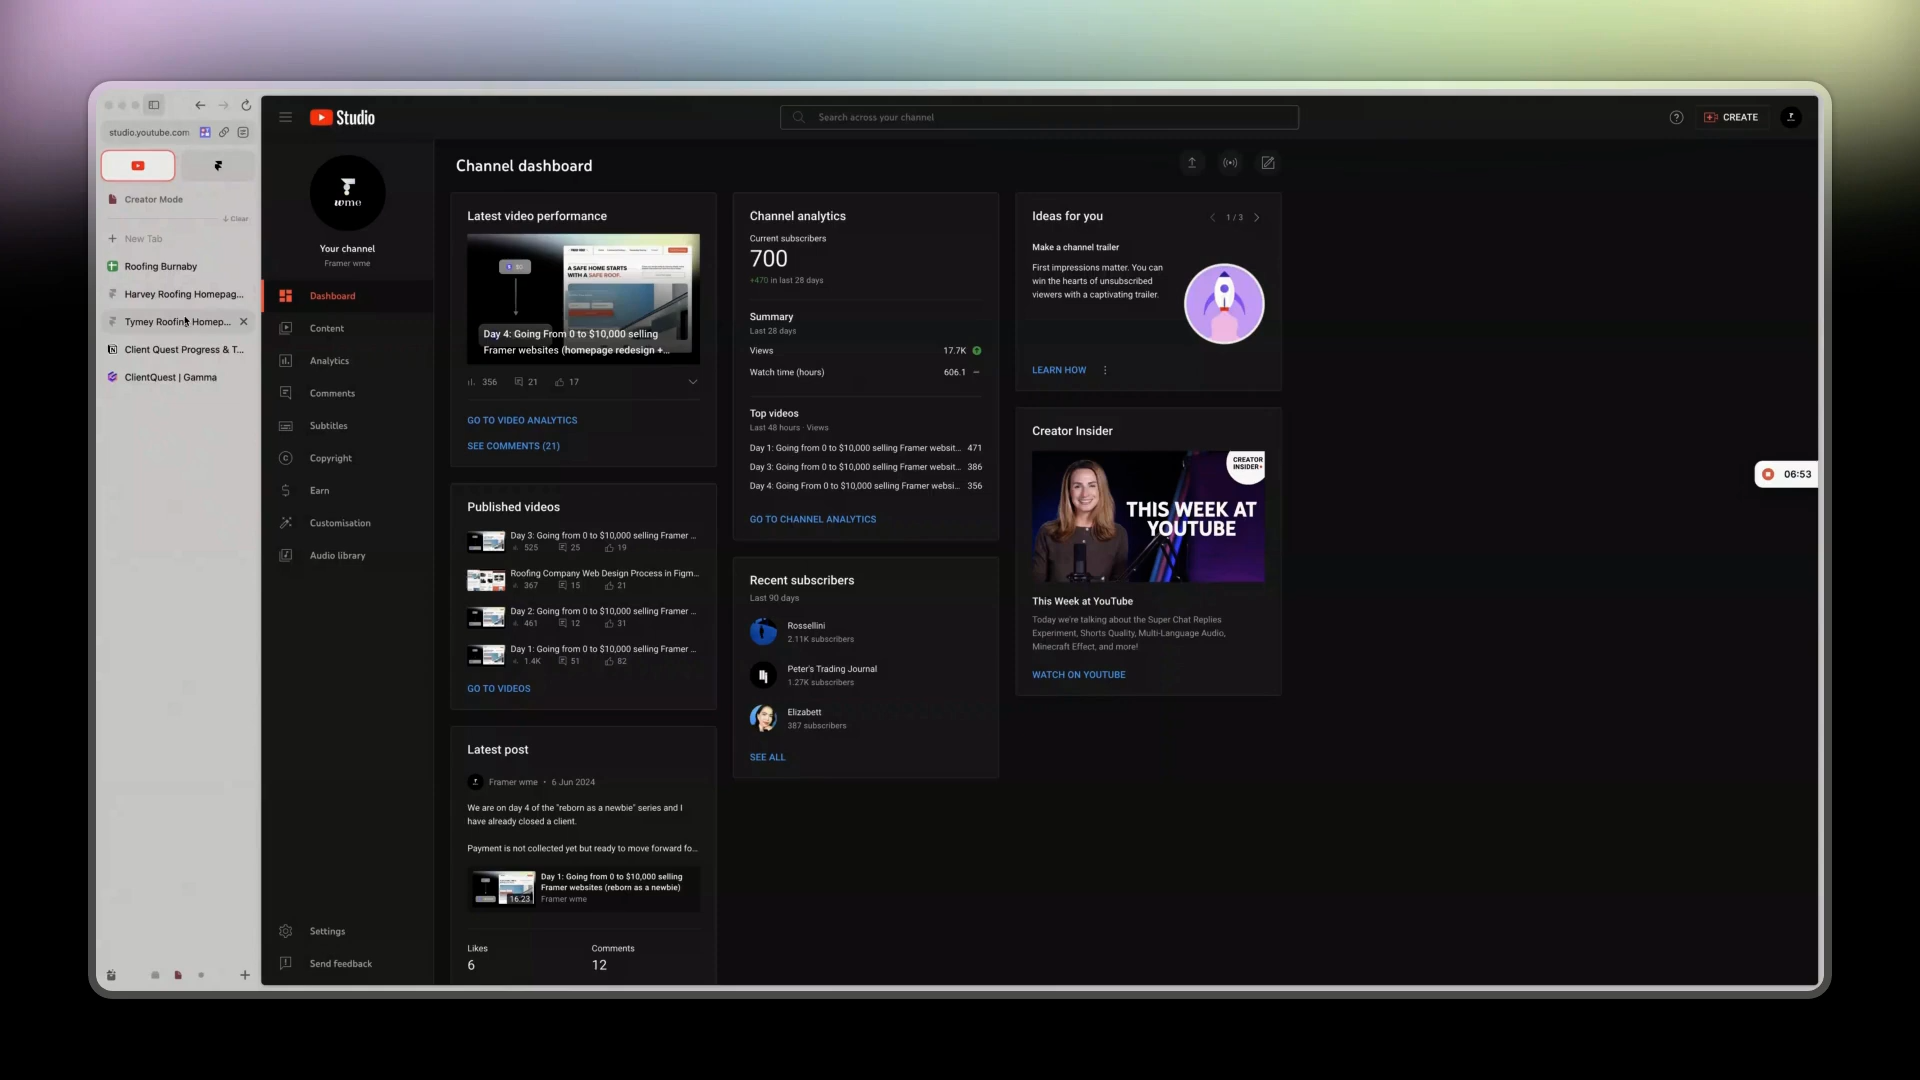 studio.youtube.com
Creator Mode
Clear
New Tab
Roofing Burnaby
Harvey Roofing Homepag...
Tymey Roofing Homep...
Client Quest Progress & T...
ClientQuest | Gamma
Studio
Search across your channel
CREATE
wme
Your channel
Framer wme
Dashboard
Content
Analytics
Comments
Subtitles
Copyright
Earn
Customisation
Audio library
Settings
Send feedback
Channel dashboard
Latest video performance
A SAFE HOME STARTS
WITH A SAFE ROOF.
Day 4: Going From 0 to $10,000 selling
Framer websites (homepage redesign +...
356 21 17
GO TO VIDEO ANALYTICS
SEE COMMENTS (21)
Published videos
Day 3: Going from 0 to $10,000 selling Framer ...
525 25 19
Roofing Company Web Design Process in Figm...
367 15 21
Day 2: Going from 0 to $10,000 selling Framer ...
461 12 31
Day 1: Going from 0 to $10,000 selling Framer ...
1.4K 51 82
GO TO VIDEOS
Latest post
Framer wme • 6 Jun 2024
We are on day 4 of the "reborn as a newbie" series and I
have already closed a client.
Payment is not collected yet but ready to move forward fo...
Day 1: Going from 0 to $10,000 selling
Framer websites (reborn as a newbie)
Framer wme
16:23
Likes Comments
6 12
Channel analytics
Current subscribers
700
+470 in last 28 days
Summary
Last 28 days
Views 17.7K
Watch time (hours) 606.1 –
Top videos
Last 48 hours · Views
Day 1: Going from 0 to $10,000 selling Framer websit... 471
Day 3: Going from 0 to $10,000 selling Framer websit... 386
Day 4: Going From 0 to $10,000 selling Framer websi... 356
GO TO CHANNEL ANALYTICS
Recent subscribers
Last 90 days
Rossellini
2.11K subscribers
Peter's Trading Journal
1.27K subscribers
Elizabett
387 subscribers
SEE ALL
Ideas for you
1 / 3
Make a channel trailer
First impressions matter. You can
win the hearts of unsubscribed
viewers with a captivating trailer.
LEARN HOW
Creator Insider
CREATOR
INSIDER
THIS WEEK AT
YOUTUBE
This Week at YouTube
Today we're talking about the Super Chat Replies
Experiment, Shorts Quality, Multi-Language Audio,
Minecraft Effect, and more!
WATCH ON YOUTUBE
06:53